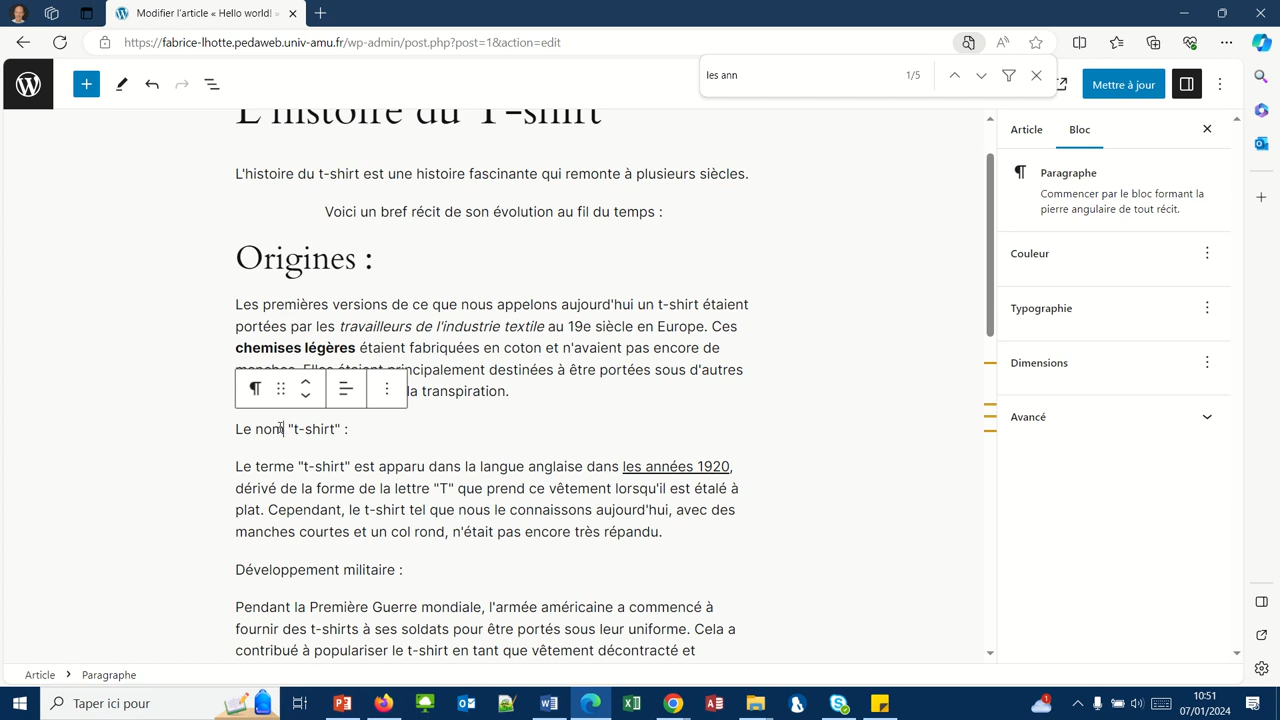 Modifier l'article « Hello world! »
https://fabrice-lhotte.pedaweb.univ-amu.fr/wp-admin/post.php?post=1&action=edit
les ann
1/5
Mettre à jour
L'histoire du T-shirt
L'histoire du t-shirt est une histoire fascinante qui remonte à plusieurs siècles.
Voici un bref récit de son évolution au fil du temps :
Origines :
Les premières versions de ce que nous appelons aujourd'hui un t-shirt étaient
portées par les travailleurs de l'industrie textile au 19e siècle en Europe. Ces
chemises légères étaient fabriquées en coton et n'avaient pas encore de
manches. Elles étaient principalement destinées à être portées sous d'autres
la transpiration.
Le nom "t-shirt" :
Le terme "t-shirt" est apparu dans la langue anglaise dans les années 1920,
dérivé de la forme de la lettre "T" que prend ce vêtement lorsqu'il est étalé à
plat. Cependant, le t-shirt tel que nous le connaissons aujourd'hui, avec des
manches courtes et un col rond, n'était pas encore très répandu.
Développement militaire :
Pendant la Première Guerre mondiale, l'armée américaine a commencé à
fournir des t-shirts à ses soldats pour être portés sous leur uniforme. Cela a
contribué à populariser le t-shirt en tant que vêtement décontracté et
Article
Bloc
Paragraphe
Commencer par le bloc formant la
pierre angulaire de tout récit.
Couleur
Typographie
Dimensions
Avancé
Article
Paragraphe
Taper ici pour
10:51
07/01/2024